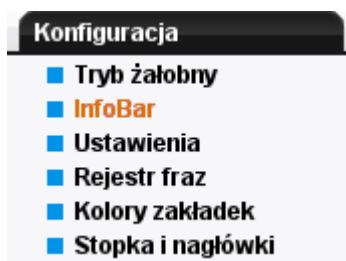 Konfiguracja
Tryb żałobny
InfoBar
Ustawienia
Rejestr fraz
Kolory zakładek
Stopka i nagłówki